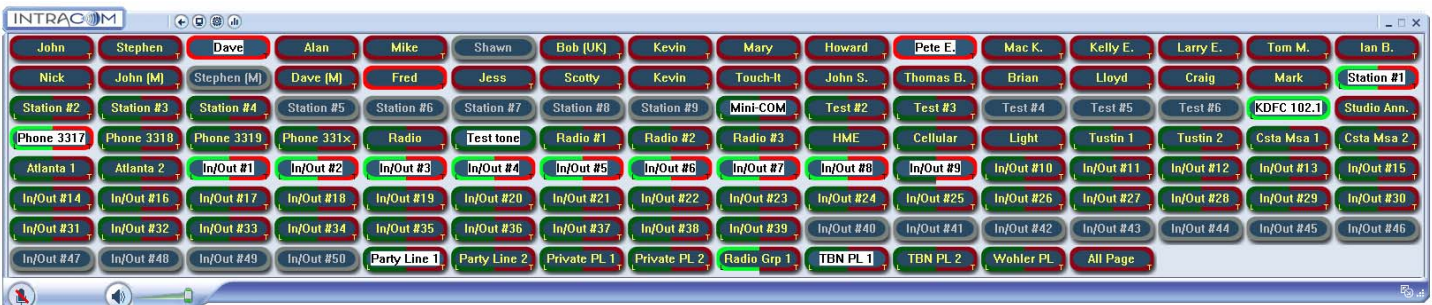 INTRACOM
John Stephen Dave Alan Mike Shawn Bob (UK) Kevin Mary Howard Pete E. Mac K. Kelly E. Larry E. Tom M. Ian B.
Nick John (M) Stephen (M) Dave (M) Fred Jess Scotty Kevin Touch-It John S. Thomas B. Brian Lloyd Craig Mark Station #1
Station #2 Station #3 Station #4 Station #5 Station #6 Station #7 Station #8 Station #9 Mini-COM Test #2 Test #3 Test #4 Test #5 Test #6 KDFC 102.1 Studio Ann.
Phone 3317 Phone 3318 Phone 3319 Phone 331x Radio Test tone Radio #1 Radio #2 Radio #3 HME Cellular Light Tustin 1 Tustin 2 Csta Msa 1 Csta Msa 2
Atlanta 1 Atlanta 2 In/Out #1 In/Out #2 In/Out #3 In/Out #4 In/Out #5 In/Out #6 In/Out #7 In/Out #8 In/Out #9 In/Out #10 In/Out #11 In/Out #12 In/Out #13 In/Out #15
In/Out #14 In/Out #16 In/Out #17 In/Out #18 In/Out #19 In/Out #20 In/Out #21 In/Out #22 In/Out #23 In/Out #24 In/Out #25 In/Out #26 In/Out #27 In/Out #28 In/Out #29 In/Out #30
In/Out #31 In/Out #32 In/Out #33 In/Out #34 In/Out #35 In/Out #36 In/Out #37 In/Out #38 In/Out #39 In/Out #40 In/Out #41 In/Out #42 In/Out #43 In/Out #44 In/Out #45 In/Out #46
In/Out #47 In/Out #48 In/Out #49 In/Out #50 Party Line 1 Party Line 2 Private PL 1 Private PL 2 Radio Grp 1 TBN PL 1 TBN PL 2 Wohler PL All Page